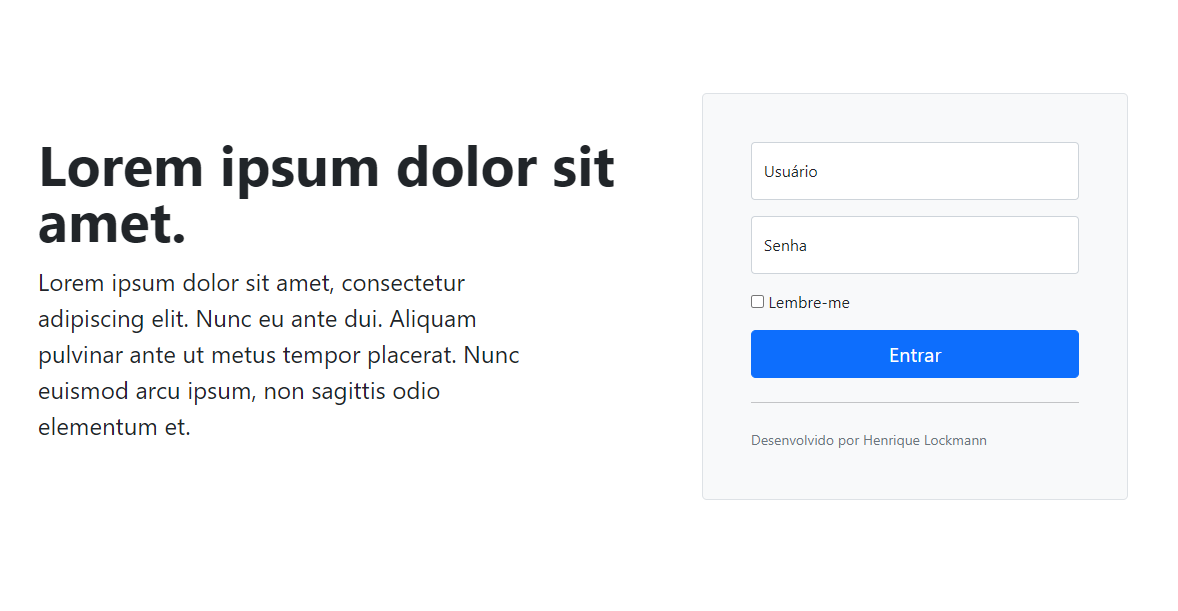 Lorem ipsum dolor sit
amet.
Lorem ipsum dolor sit amet, consectetur
adipiscing elit. Nunc eu ante dui. Aliquam
pulvinar ante ut metus tempor placerat. Nunc
euismod arcu ipsum, non sagittis odio
elementum et.
Usuário
Senha
Lembre-me
Entrar
Desenvolvido por Henrique Lockmann